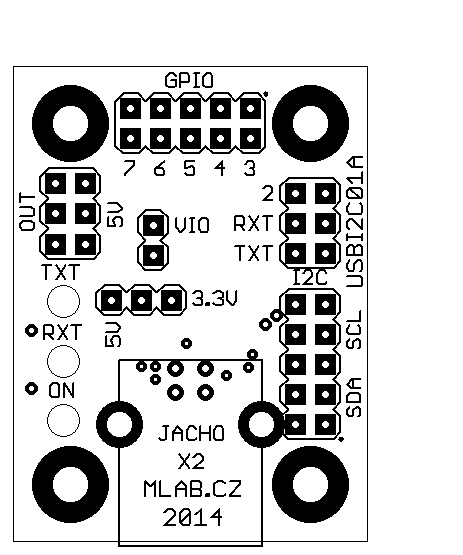 GPIO
7 6 5 4 3
OUT
5V
VIO
2
RXT
TXT
USBI2C01A
I2C
TXT
3.3V
5V
RXT
SCL
ON
SDA
JACHO
X2
MLAB.CZ
2014